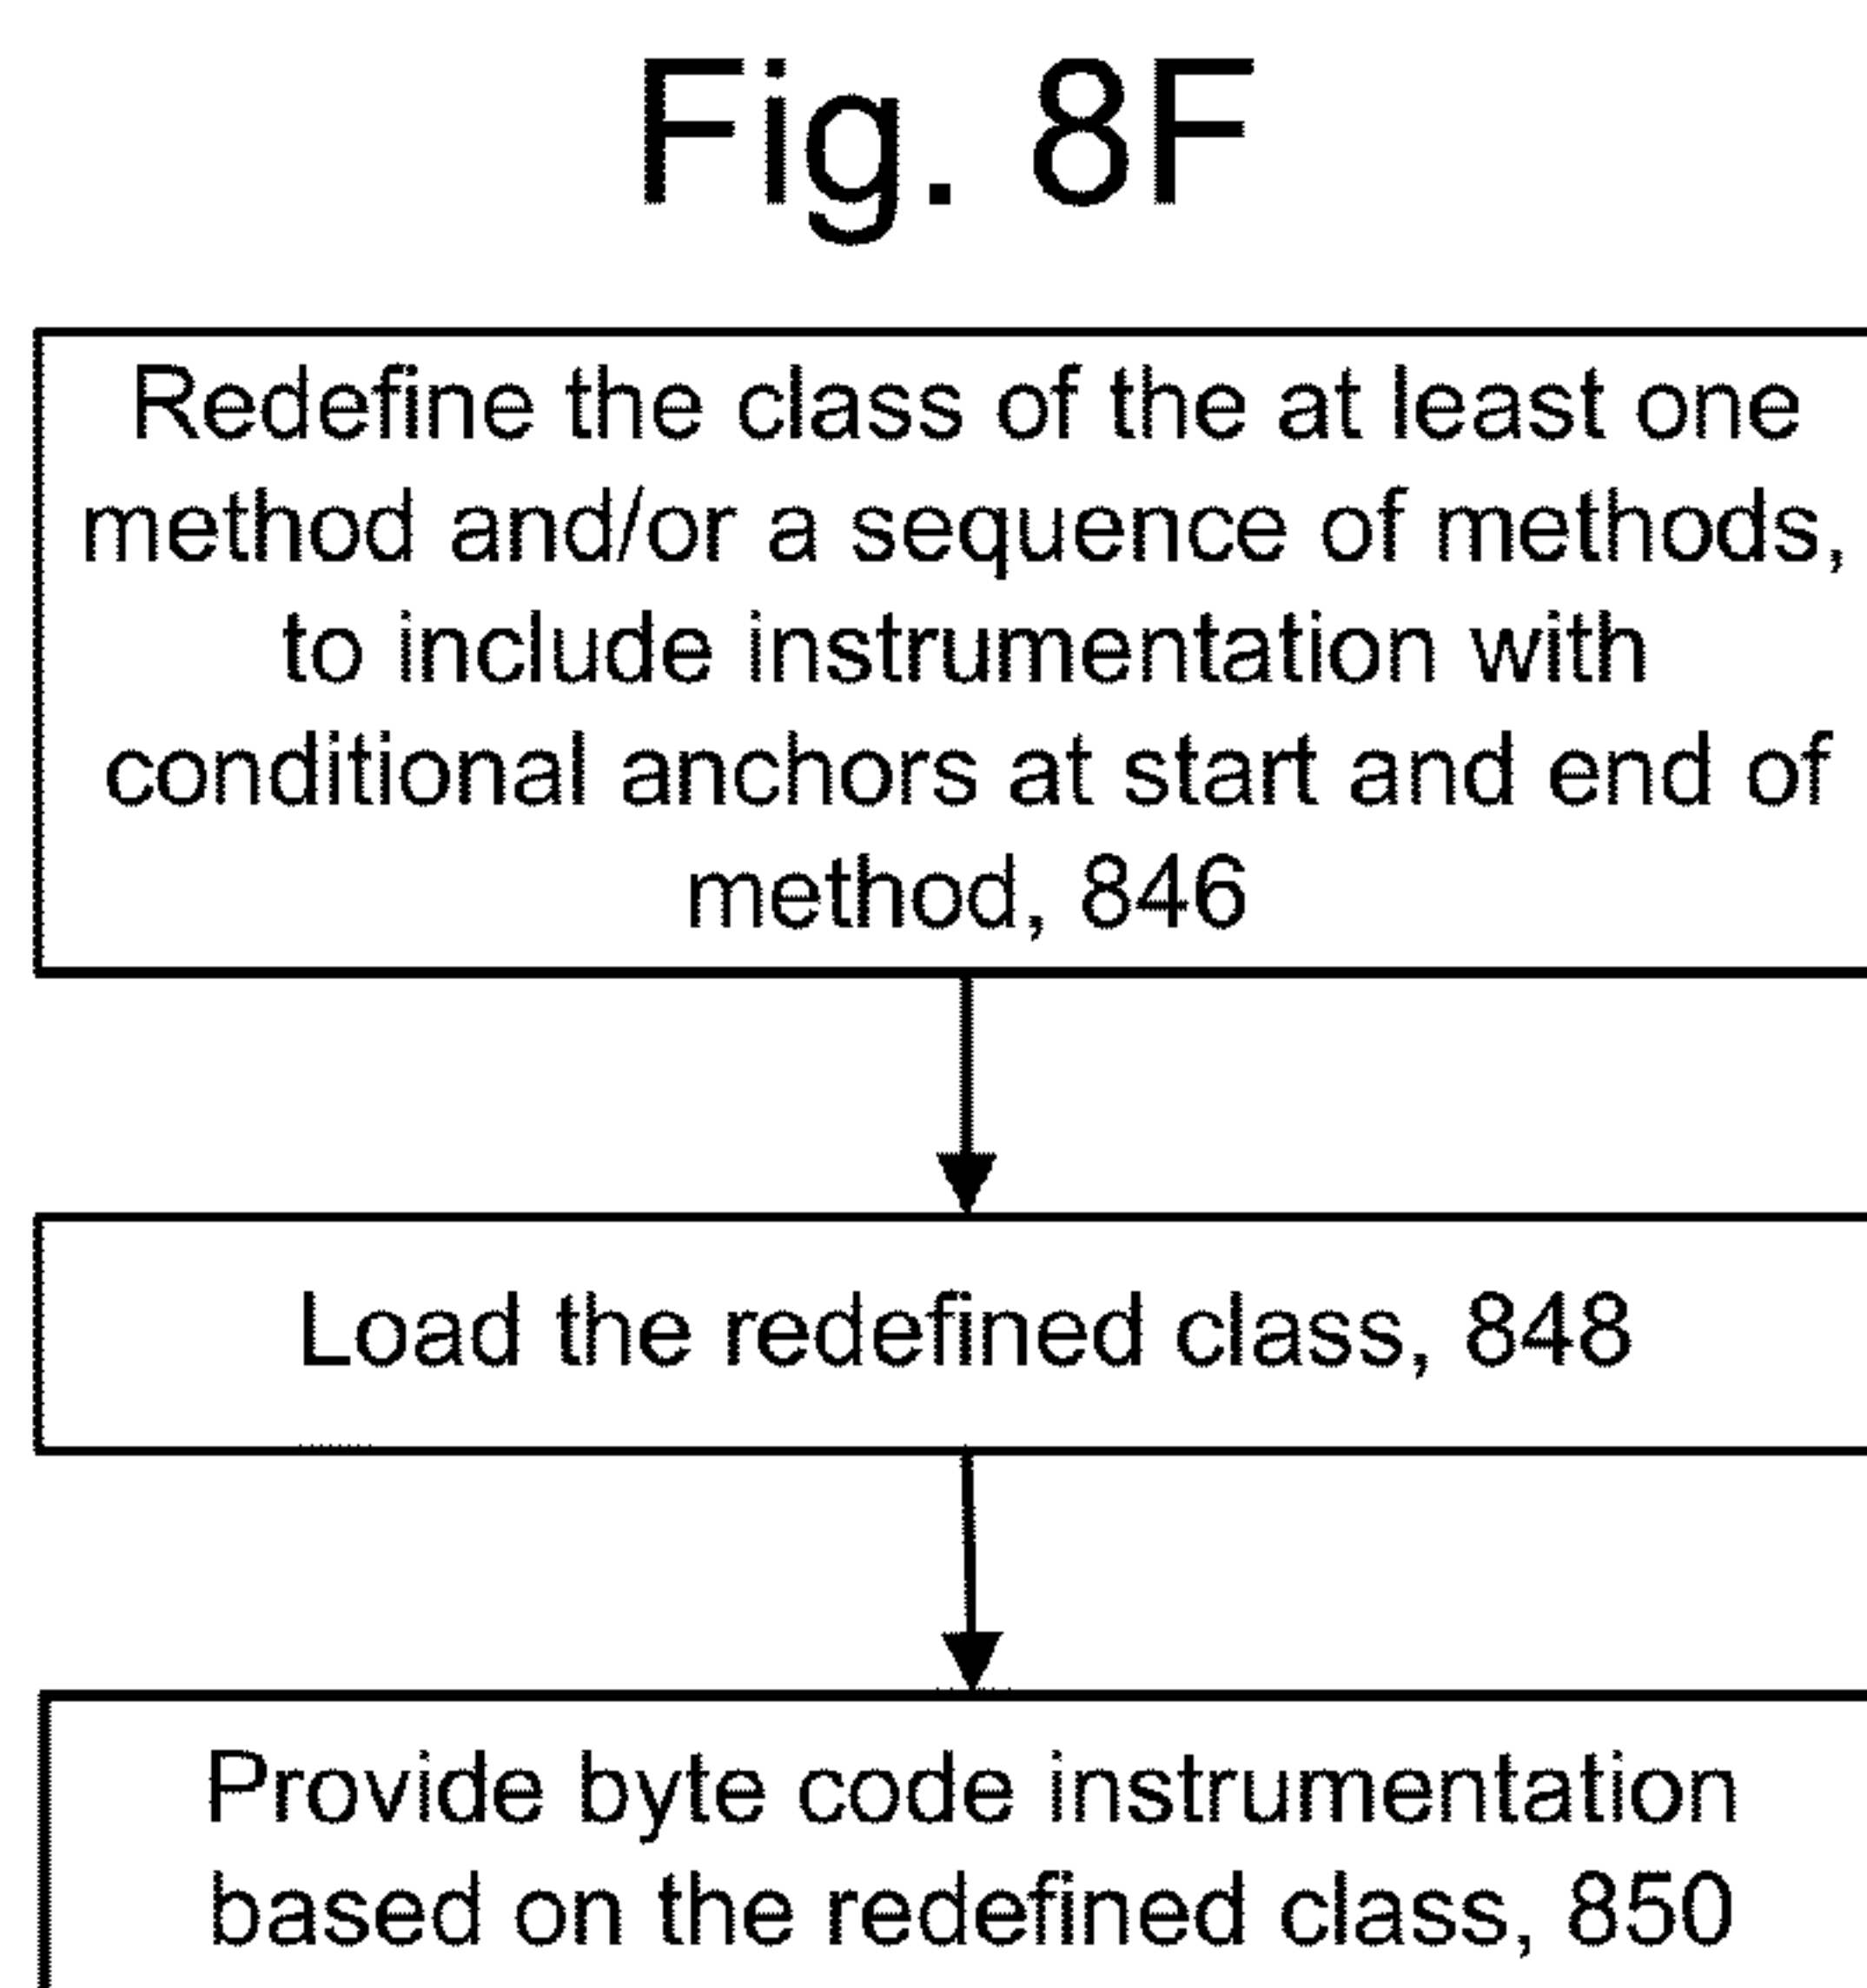 Fig. 8F
Redefine the class of the at least one
method and/or a sequence of methods,
to include instrumentation with
conditional anchors at start and end of
method, 846
Load the redefined class, 848
Provide byte code instrumentation
based on the redefined class, 850